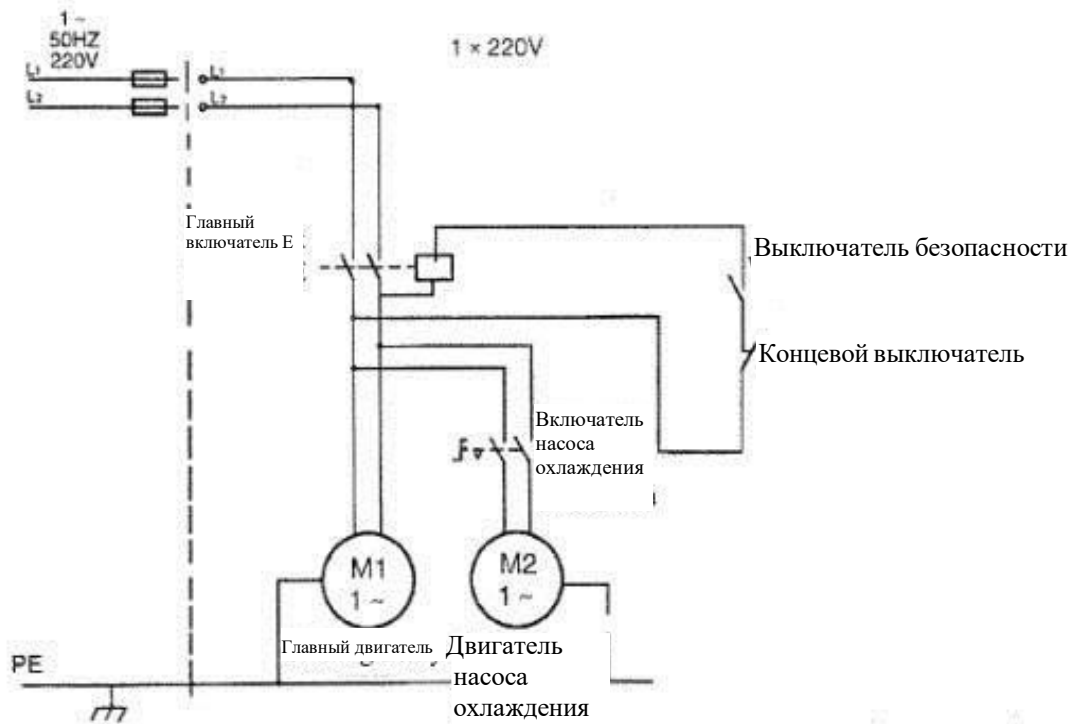 1 ~
50HZ
220V
1 × 220V
L1
L1
L2
L2
Главный
включатель Е
Выключатель безопасности
Концевой выключатель
Включатель
насоса
охлаждения
M1
1 ~
M2
1 ~
Главный двигатель
Двигатель
насоса
охлаждения
PE